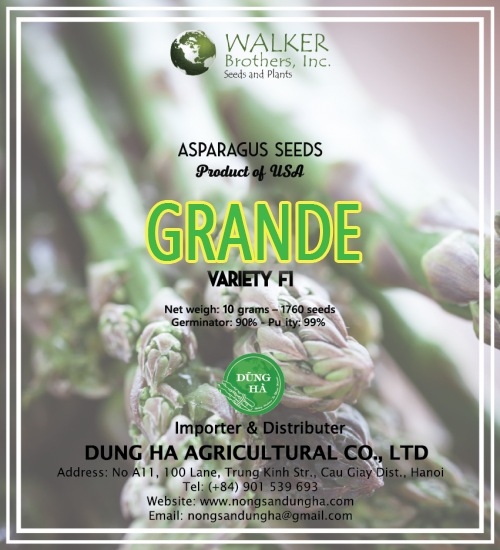 WALKER
Brothers, Inc.
Seeds and Plants
ASPARAGUS SEEDS
Product of USA
GRANDE
VARIETY F1
Net weigh: 10 grams – 1760 seeds
Germinator: 90% - Pu ity: 99%
DŨNG
HÀ
Importer & Distributer
DUNG HA AGRICULTURAL CO., LTD
Address: No A11, 100 Lane, Trung Kinh Str., Cau Giay Dist., Hanoi
Tel: (+84) 901 539 693
Website: www.nongsandungha.com
Email: nongsandungha@gmail.com